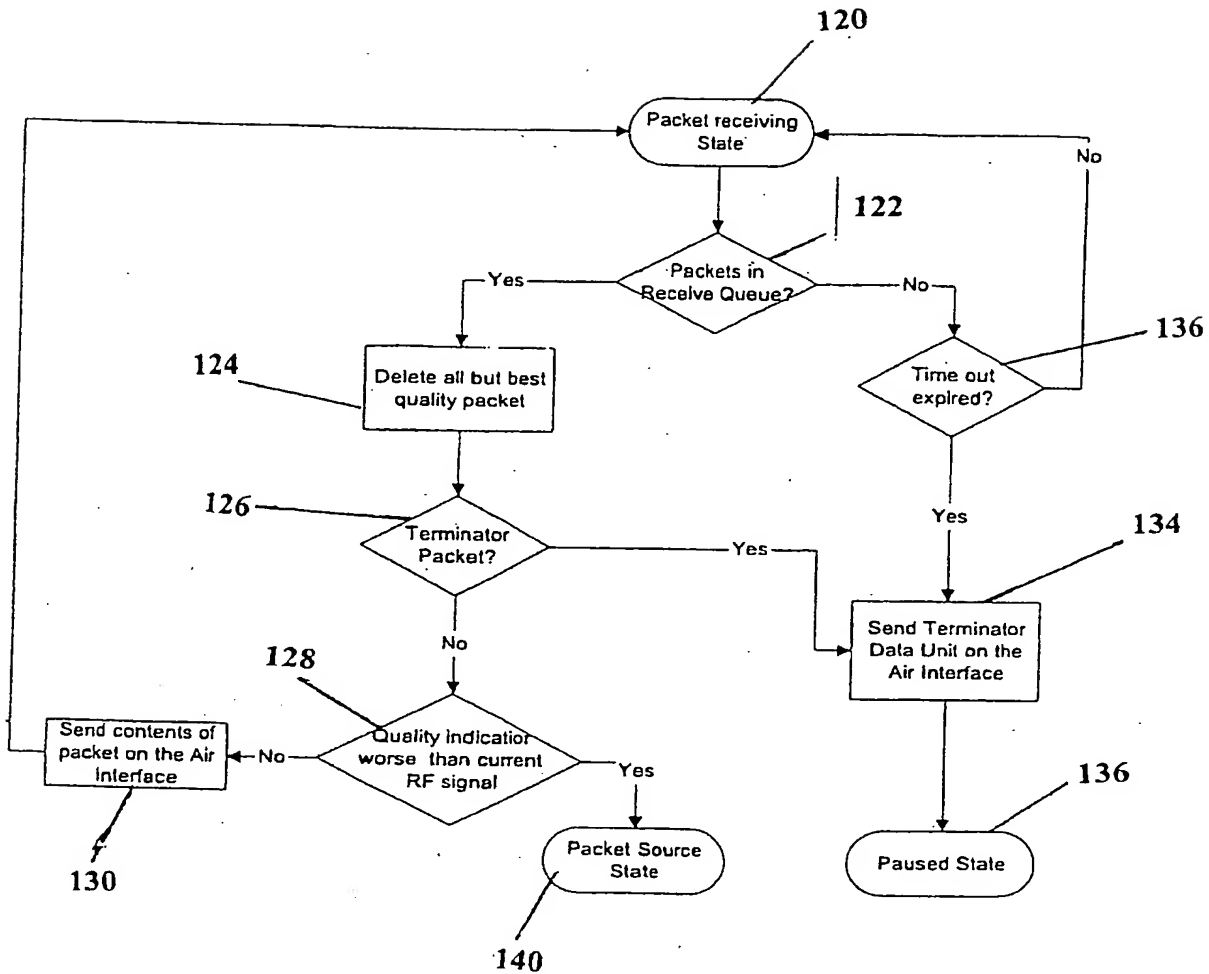 120
Packet receiving
State
No
122
Packets in
Receive Queue?
Yes
No
136
124
Delete all but best
quality packet
Time out
expired?
126
Terminator
Packet?
Yes
Yes
134
Send Terminator
Data Unit on the
Air Interface
No
128
Quality indication
worse than current
RF signal
Send contents of
packet on the Air
Interface
No
Yes
136
130
Packet Source
State
Paused State
140